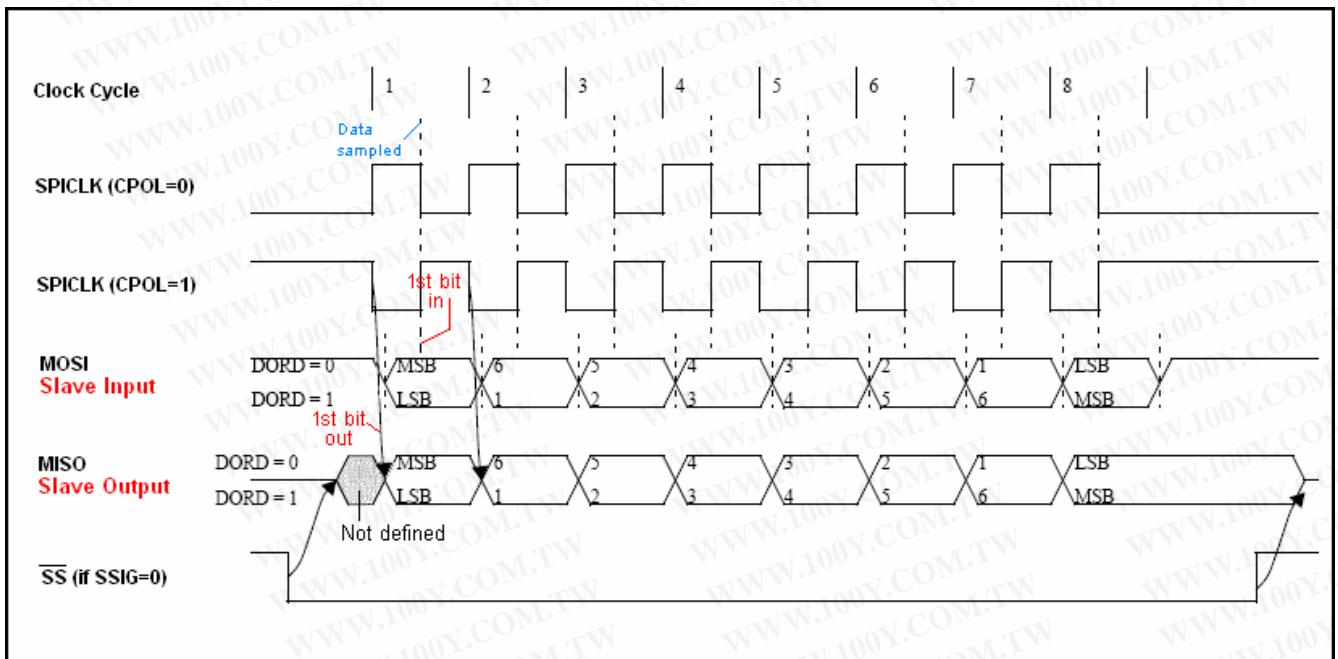 Clock Cycle
1 2 3 4 5 6 7 8
Data
sampled
SPICLK (CPOL=0)
SPICLK (CPOL=1)
1st bit
in
MOSI
Slave Input
DORD = 0 MSB 6 5 4 3 2 1 LSB
DORD = 1 LSB 1 2 3 4 5 6 MSB
1st bit
out
MISO
Slave Output
DORD = 0 MSB 6 5 4 3 2 1 LSB
DORD = 1 LSB 1 2 3 4 5 6 MSB
Not defined
SS (if SSIG=0)
WWW.100Y.COM.TW